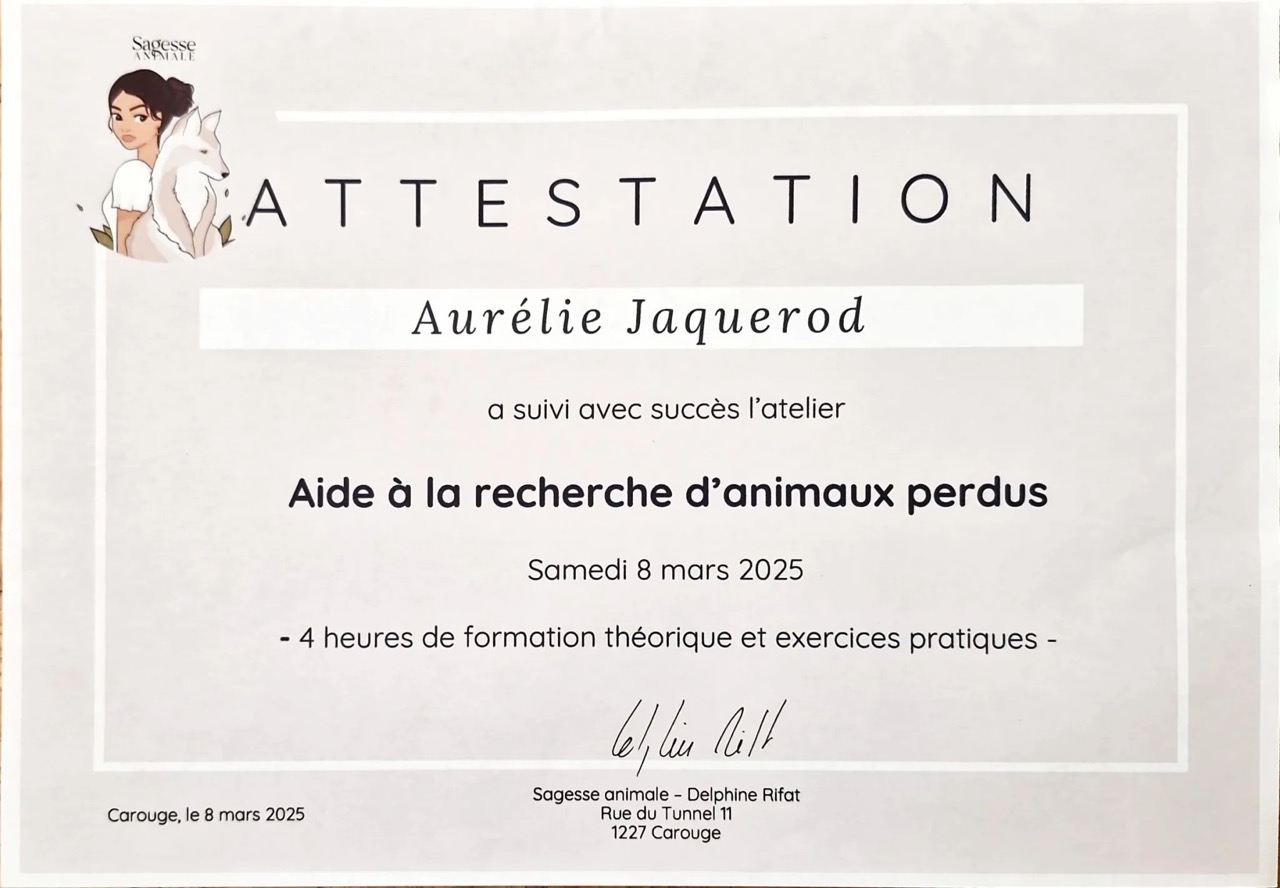 Sagesse
ANIMALE
ATTESTATION
Aurélie Jaquerod
a suivi avec succès l’atelier
Aide à la recherche d’animaux perdus
Samedi 8 mars 2025
- 4 heures de formation théorique et exercices pratiques -
Sagesse animale – Delphine Rifat
Rue du Tunnel 11
1227 Carouge
Carouge, le 8 mars 2025